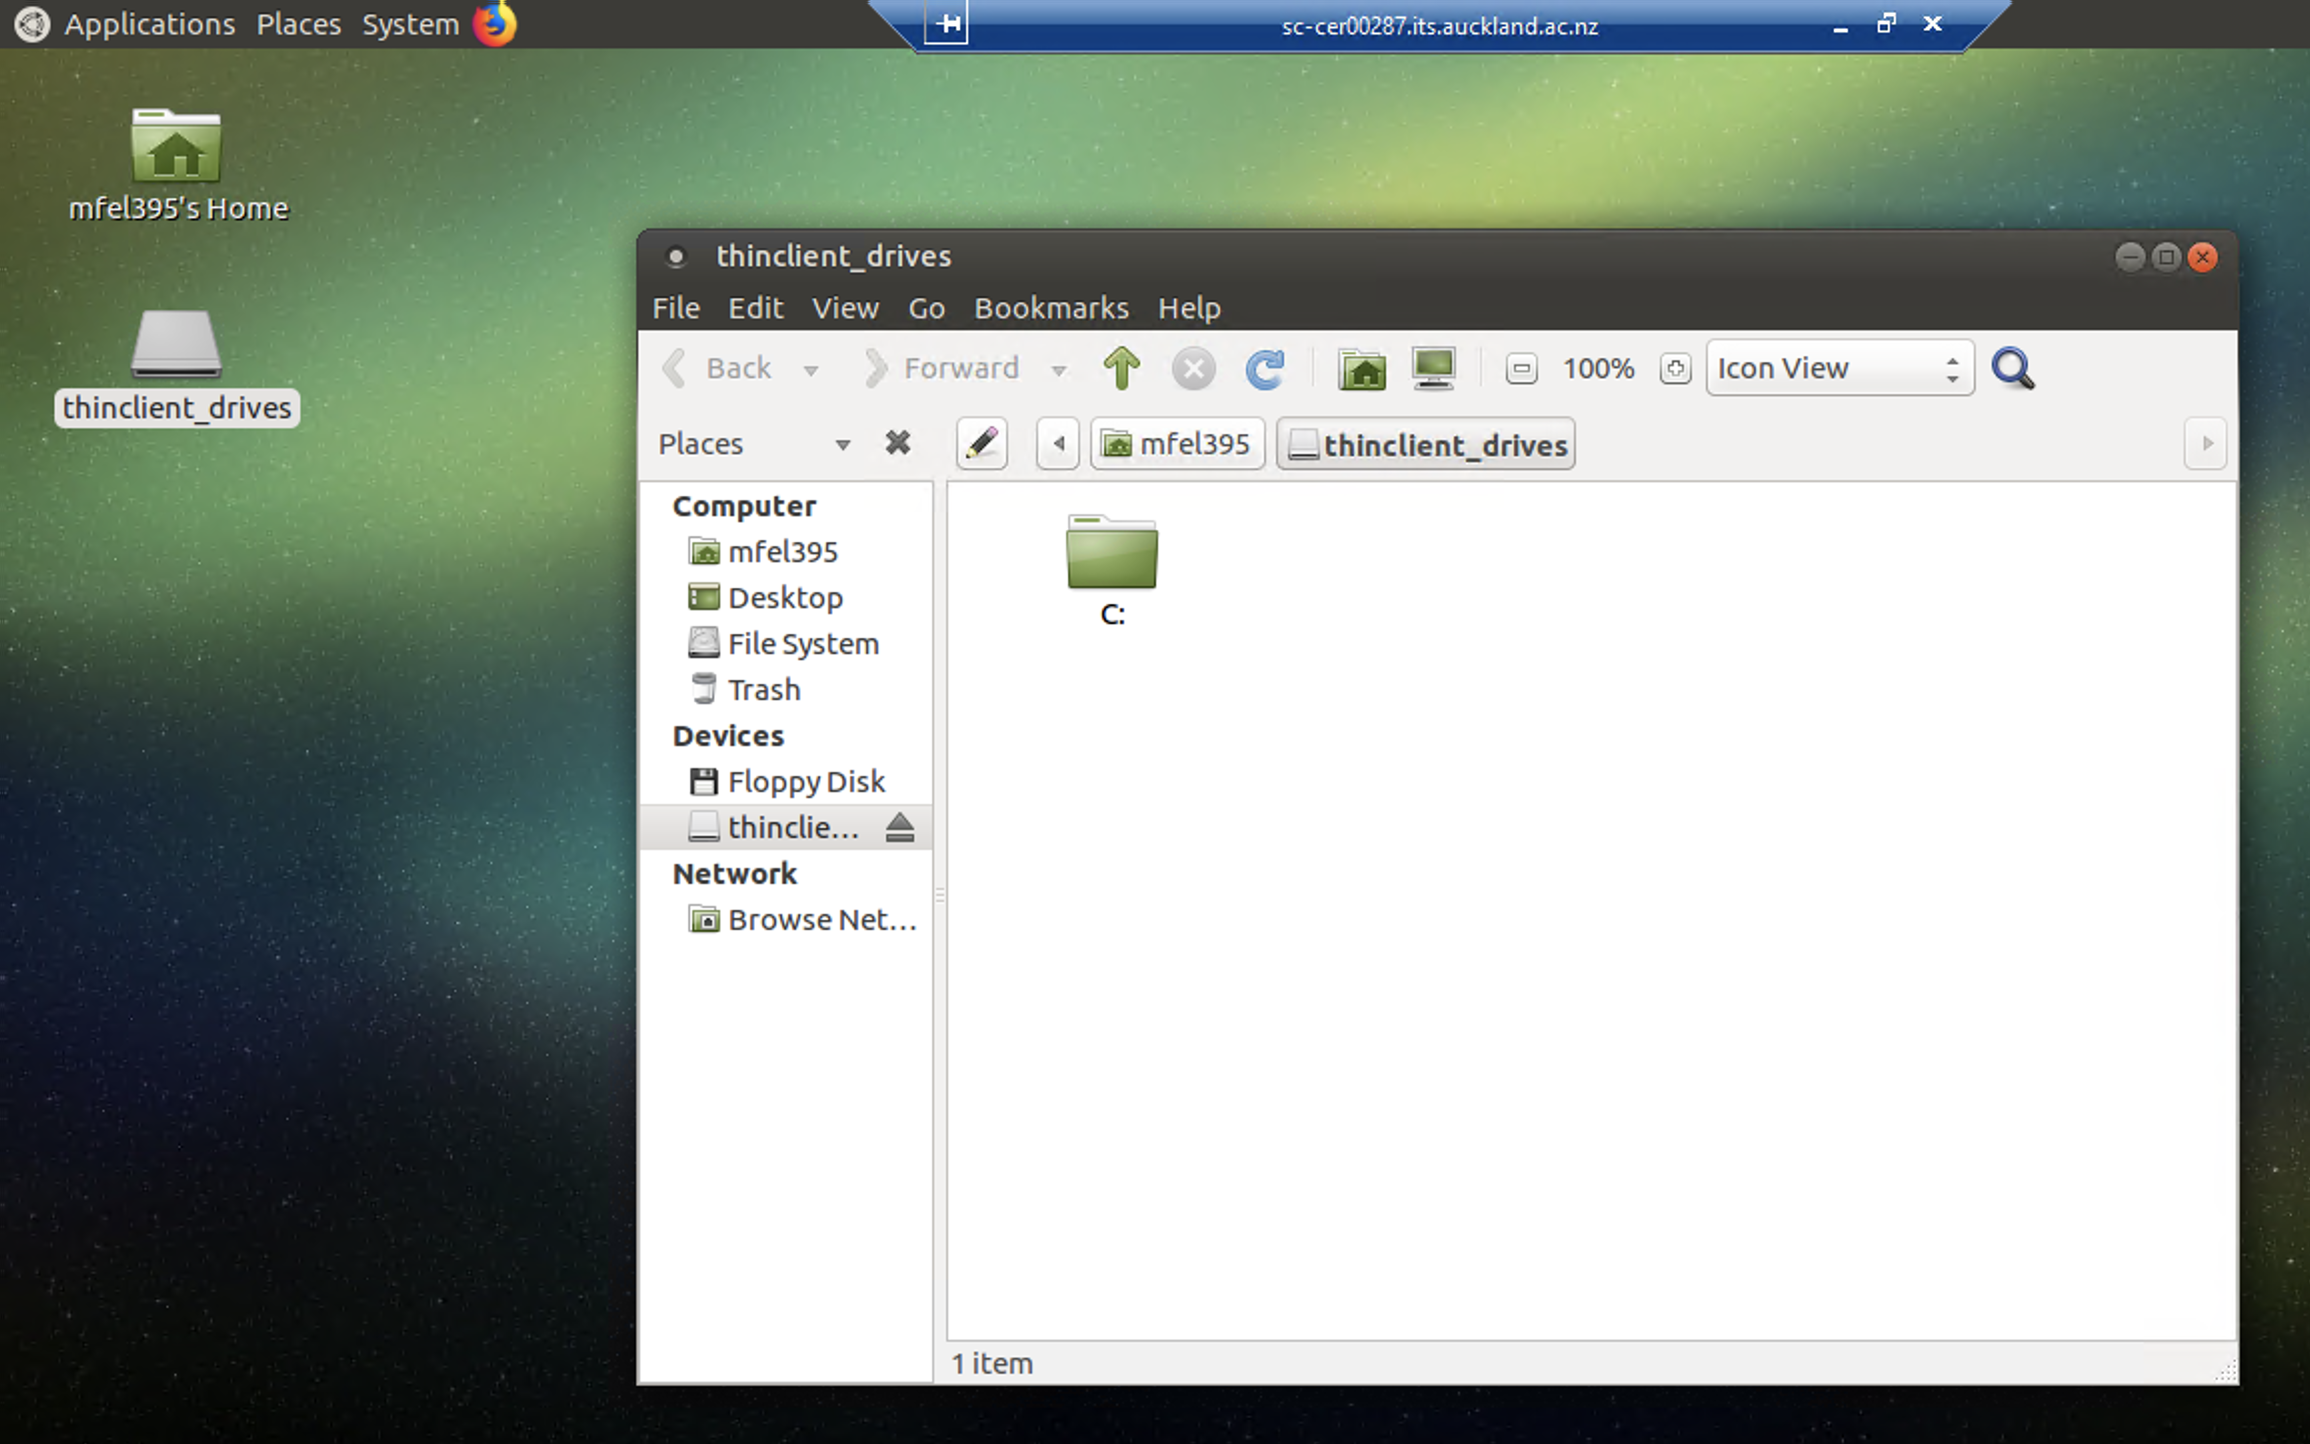 Applications Places System
sc-cer00287.its.auckland.ac.nz
mfel395's Home
thinclient_drives
thinclient_drives
File Edit View Go Bookmarks Help
Back Forward 100% Icon View
Places mfel395 thinclient_drives
Computer
mfel395
Desktop
File System
Trash
Devices
Floppy Disk
thinclie...
Network
Browse Net...
C:
1 item